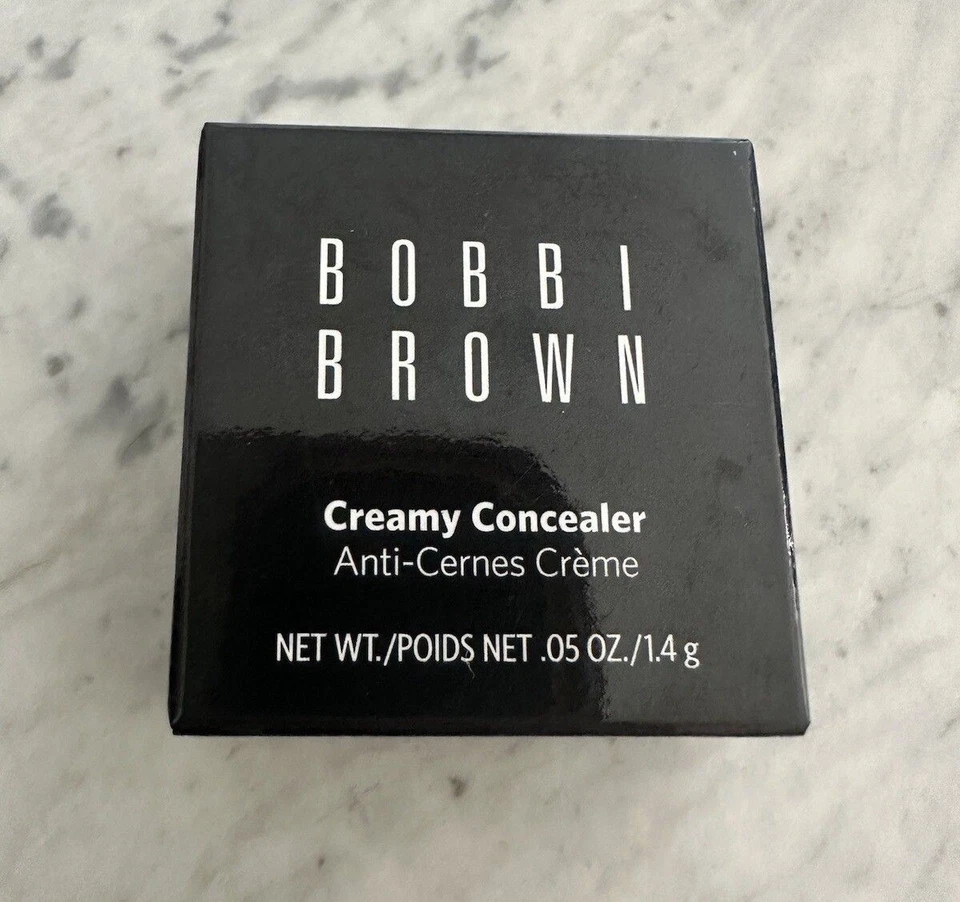 BOBBI
BROWN
Creamy Concealer
Anti-Cernes Crème
NET WT./POIDS NET .05 OZ./1.4 g